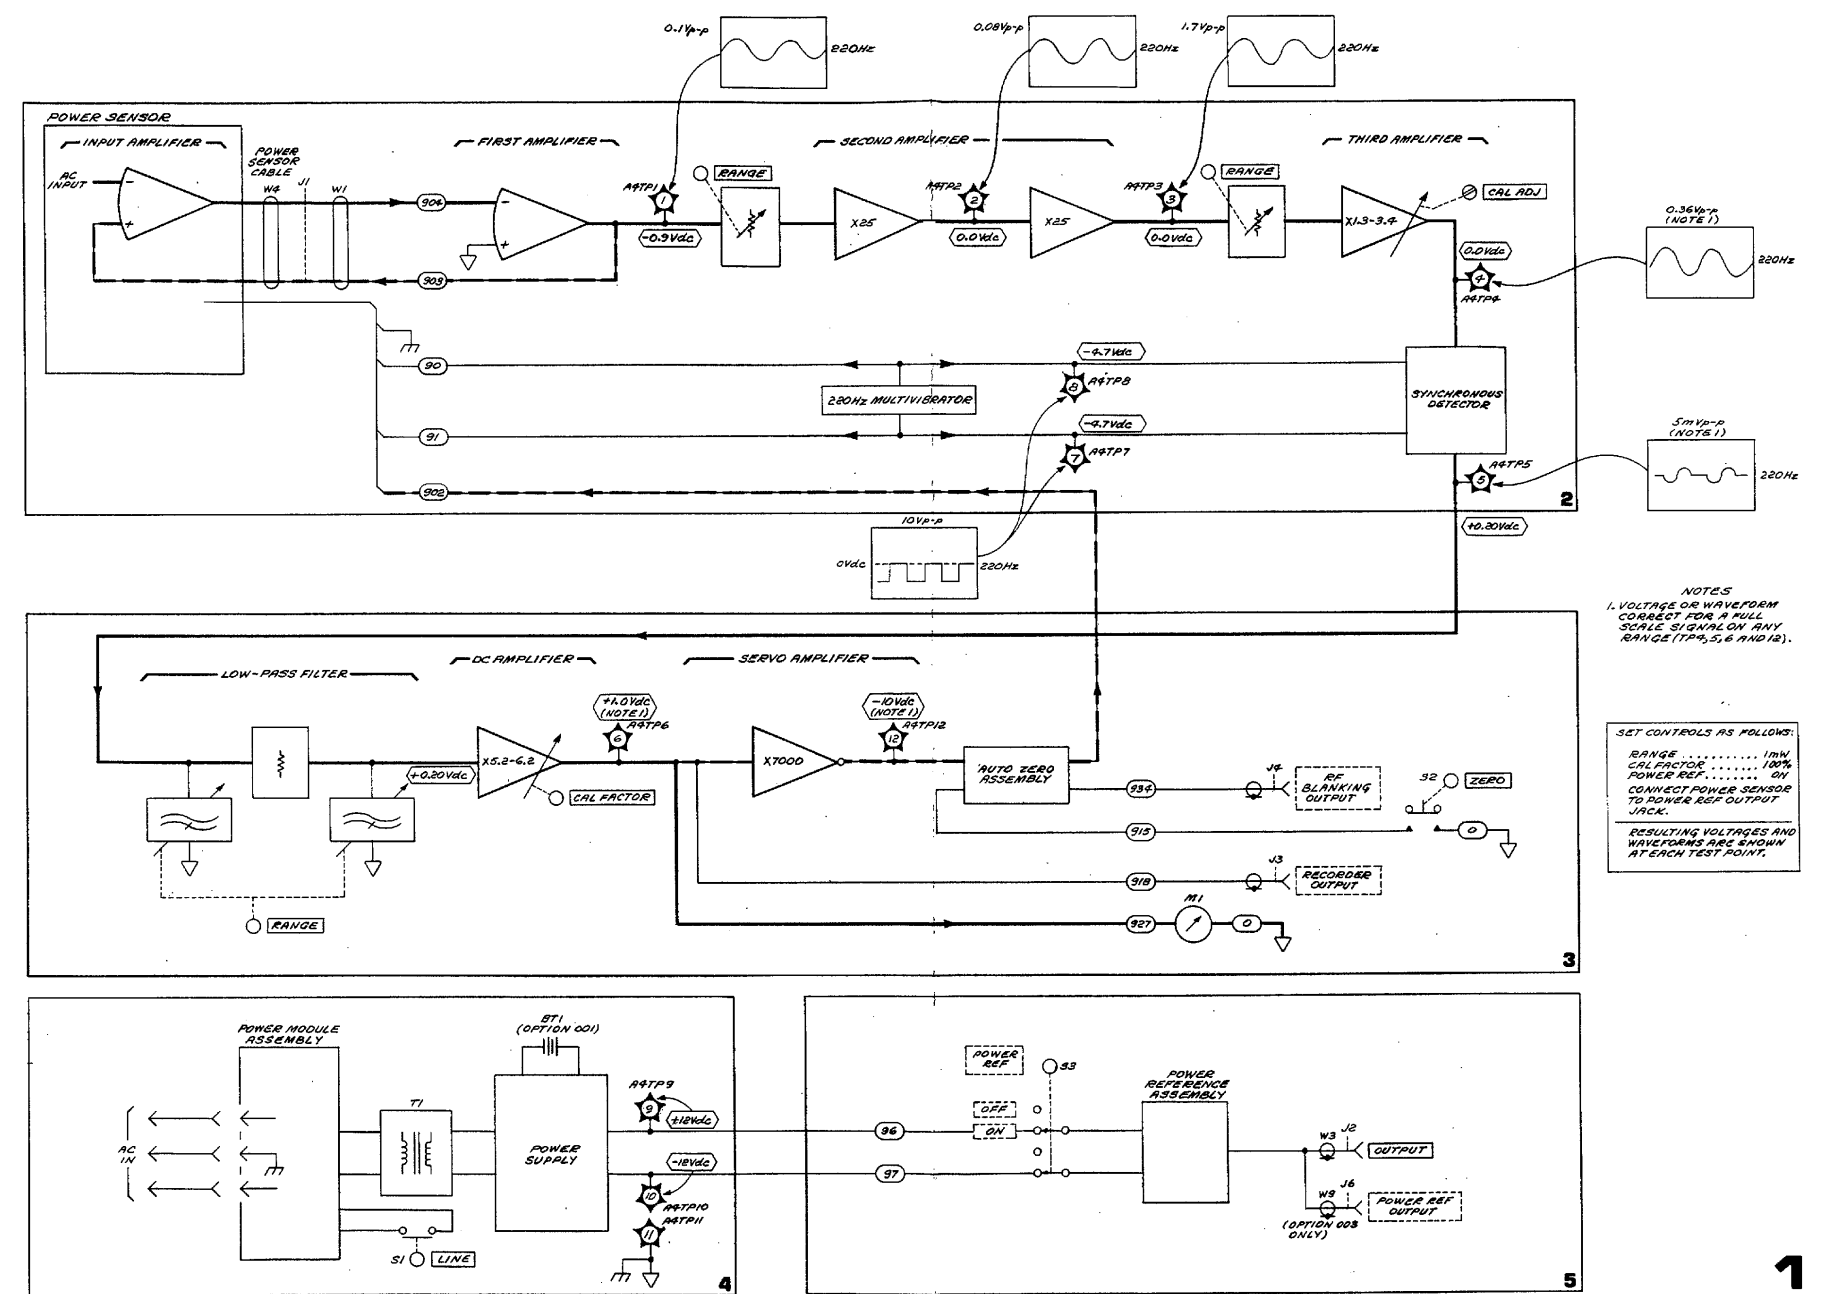 0.1Vp-p
220HZ
0.08Vp-p
220HZ
1.7Vp-p
220HZ
POWER SENSOR
INPUT AMPLIFIER
AC
INPUT
-
+
POWER
SENSOR
CABLE
W4
J1
W1
904
903
FIRST AMPLIFIER
-
+
A4TP1
1
-0.9Vdc
RANGE
SECOND AMPLIFIER
X25
A4TP2
2
0.0Vdc
X25
A4TP3
3
0.0Vdc
RANGE
THIRD AMPLIFIER
X1.3-3.4
CAL ADJ
0.0Vdc
4
A4TP4
0.36Vp-p
(NOTE 1)
220HZ
90
220HZ MULTIVIBRATOR
-4.7Vdc
8
A4TP8
91
-4.7Vdc
7
A4TP7
SYNCHRONOUS
DETECTOR
5mVp-p
(NOTE 1)
220HZ
A4TP5
5
902
2
+0.20Vdc
10Vp-p
0Vdc
220HZ
NOTES
1. VOLTAGE OR WAVEFORM
CORRECT FOR A FULL
SCALE SIGNAL ON ANY
RANGE (TP4,5,6 AND 12).
LOW-PASS FILTER
DC AMPLIFIER
SERVO AMPLIFIER
+1.0Vdc
(NOTE 1)
A4TP6
6
-10Vdc
(NOTE 1)
A4TP12
12
+0.20Vdc
X5.2-6.2
CAL FACTOR
X7000
AUTO ZERO
ASSEMBLY
934
J4
RF
BLANKING
OUTPUT
S2
ZERO
915
0
918
J3
RECORDER
OUTPUT
927
M1
0
RANGE
3
SET CONTROLS AS FOLLOWS:
RANGE ........... 1mW
CAL FACTOR ........ 100%
POWER REF........ ON
CONNECT POWER SENSOR
TO POWER REF OUTPUT
JACK.
RESULTING VOLTAGES AND
WAVEFORMS ARE SHOWN
AT EACH TEST POINT.
POWER MODULE
ASSEMBLY
AC
IN
T1
S1
LINE
BT1
(OPTION 001)
POWER
SUPPLY
A4TP9
9
+12Vdc
-12Vdc
10
A4TP10
A4TP11
11
4
96
97
POWER
REF
S3
OFF
ON
POWER
REFERENCE
ASSEMBLY
W3
J2
OUTPUT
W9
J6
POWER REF
OUTPUT
(OPTION 003
ONLY)
5
1